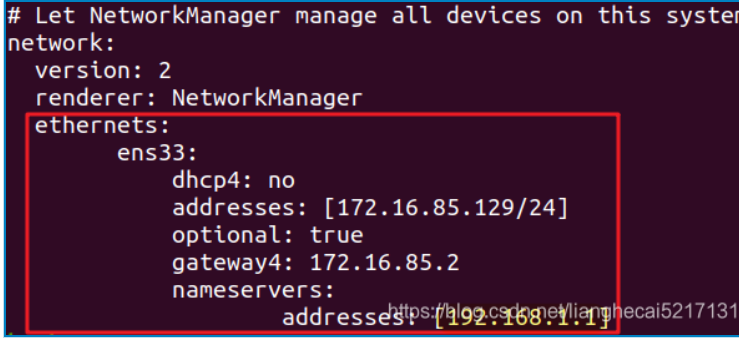 # Let NetworkManager manage all devices on this system
network:
  version: 2
  renderer: NetworkManager
  ethernets:
        ens33:
            dhcp4: no
            addresses: [172.16.85.129/24]
            optional: true
            gateway4: 172.16.85.2
            nameservers:
                    addresses: [192.168.1.1]
https://blog.csdn.net/lianghecai5217131